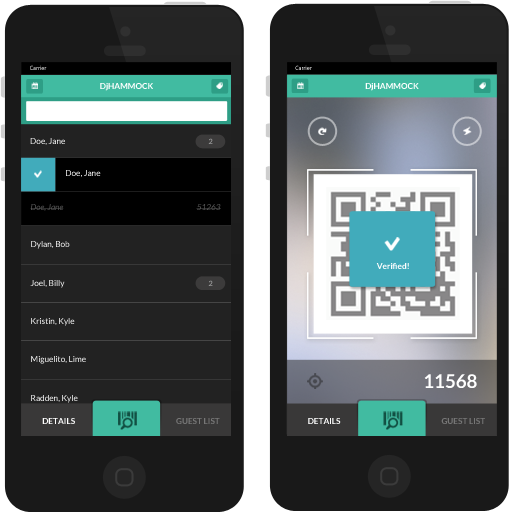 Carrier
DjHAMMOCK
Doe, Jane 2
Doe, Jane
Doe, Jane 51263
Dylan, Bob
Joel, Billy 2
Kristin, Kyle
Miguelito, Lime
Radden, Kyle
DETAILS GUEST LIST
Carrier
DjHAMMOCK
Verified!
11568
DETAILS GUEST LIST